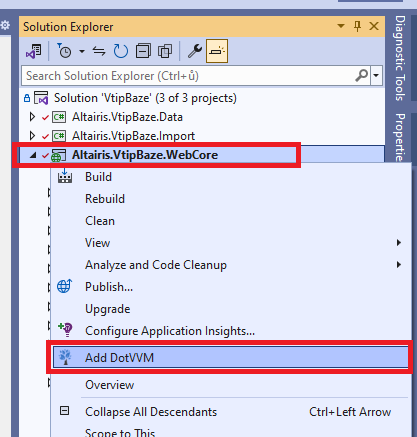 Solution Explorer
Search Solution Explorer (Ctrl+ů)
Solution 'VtipBaze' (3 of 3 projects)
Altairis.VtipBaze.Data
Altairis.VtipBaze.Import
Altairis.VtipBaze.WebCore
Build
Rebuild
Clean
View
Analyze and Code Cleanup
Publish...
Upgrade
Configure Application Insights...
Add DotVVM
Overview
Collapse All Descendants Ctrl+Left Arrow
Scope to This
Diagnostic Tools
Properties